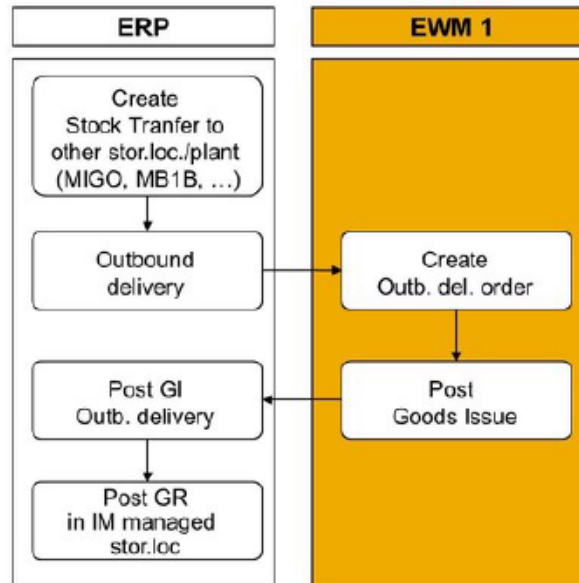 ERP
EWM 1
Create
Stock Tranfer to
other stor.loc./plant
(MIGO, MB1B, ...)
Outbound
delivery
Create
Outb. del. order
Post GI
Outb. delivery
Post
Goods Issue
Post GR
in IM managed
stor.loc